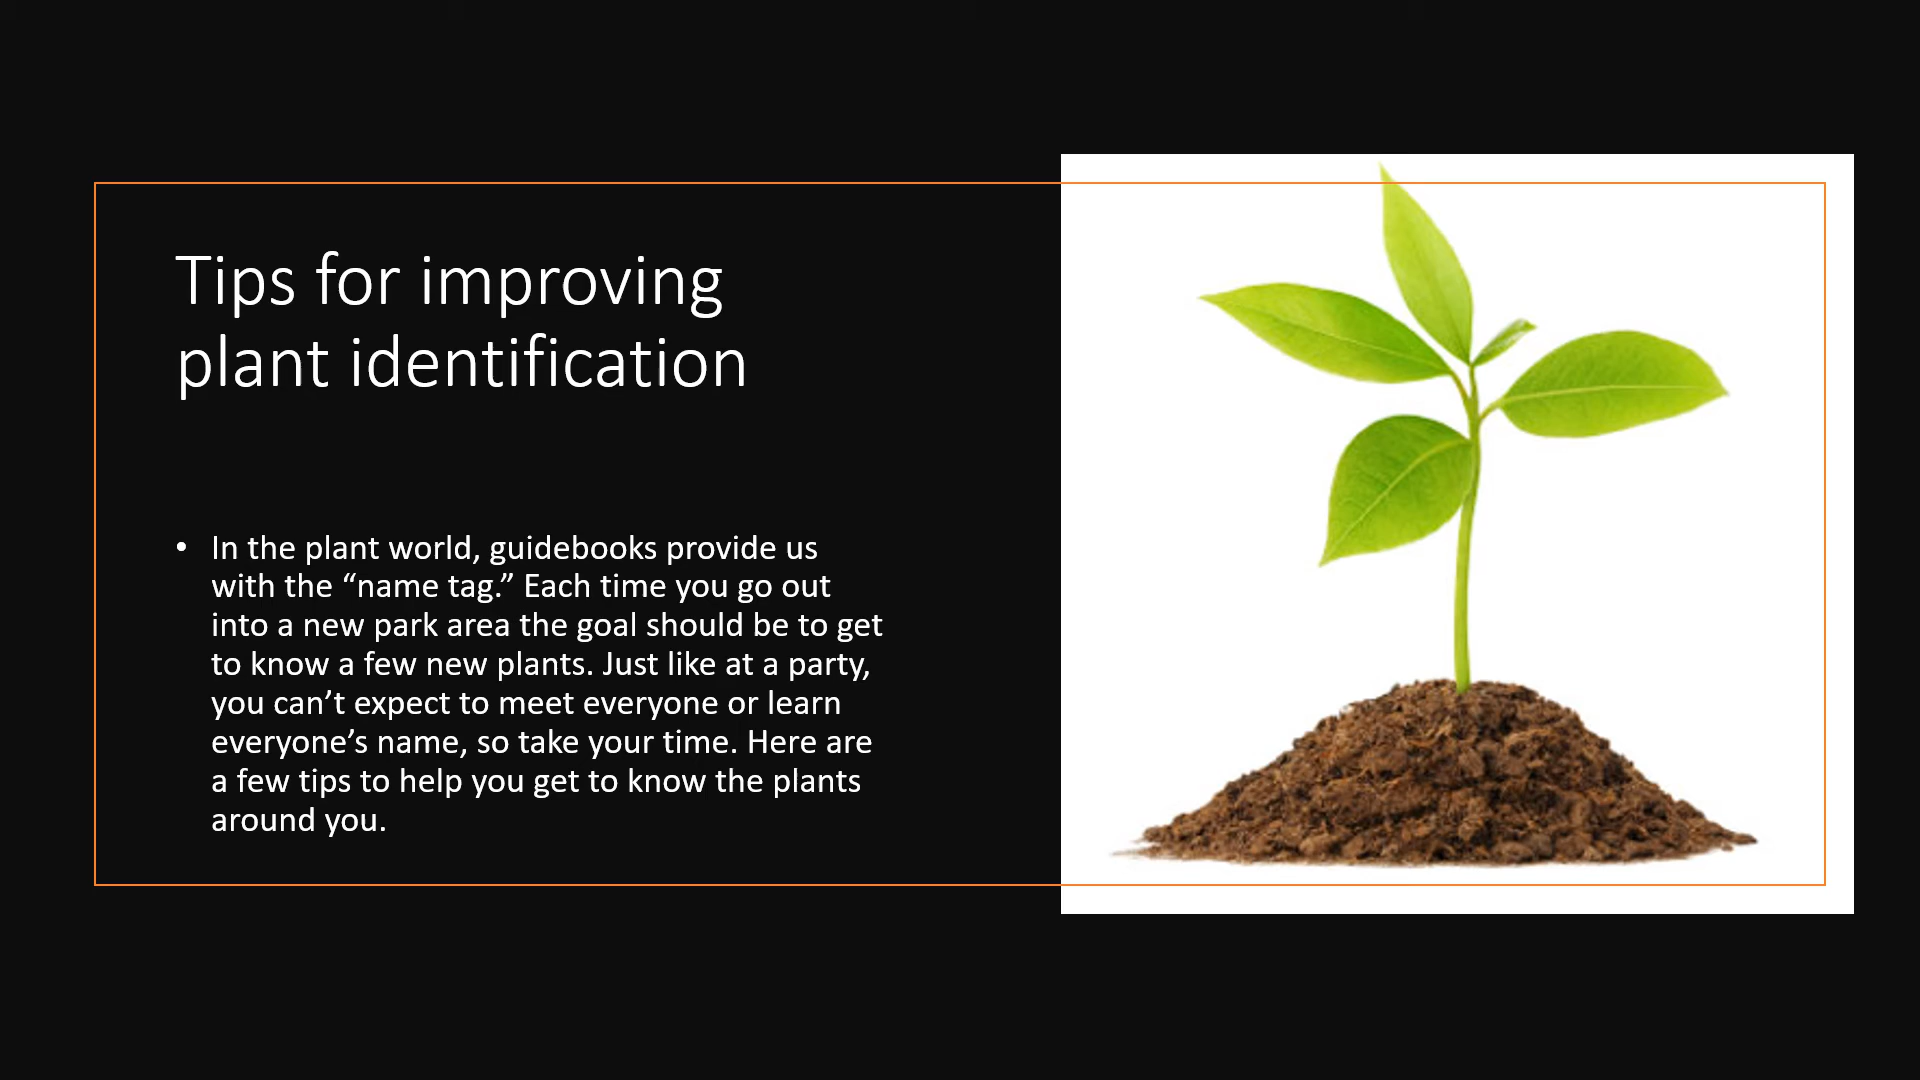 Tips for improving
plant identification
• In the plant world, guidebooks provide us
with the “name tag.” Each time you go out
into a new park area the goal should be to get
to know a few new plants. Just like at a party,
you can’t expect to meet everyone or learn
everyone’s name, so take your time. Here are
a few tips to help you get to know the plants
around you.